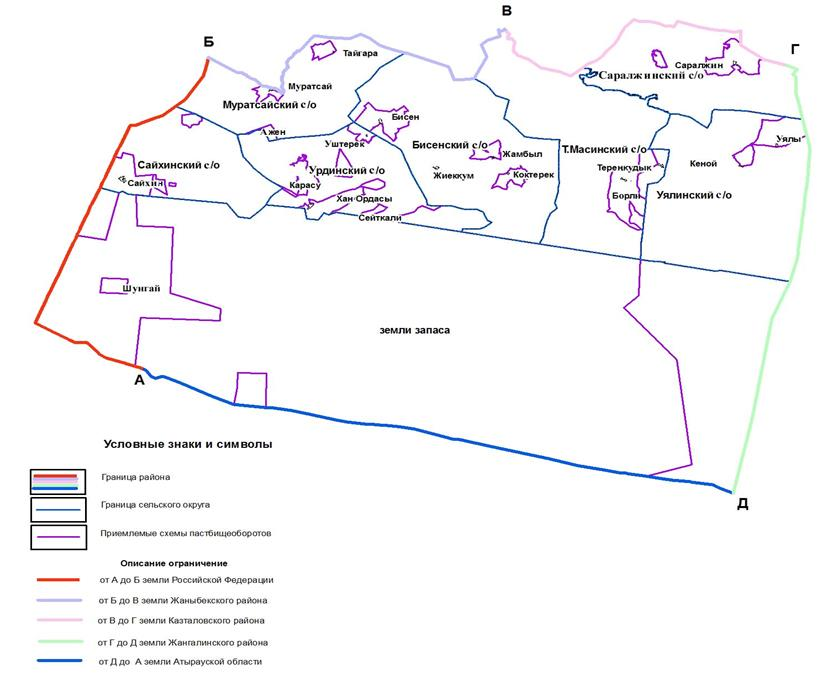 В
Б
Г
Тайгара
Саралжин
Саралжинский с/о
Муратсай
Муратсайский с/о
Бисен
Ажен
Уштерек
Бисенский с/о
Жамбыл
Т.Масинский с/о
Уялы
Кеной
Сайхинский с/о
Урдинский с/о
Теренкудык
Жиеккум
Коктерек
Сайхин
Карасу
Борли
Уялинский с/о
Хан Ордасы
Сейткали
Шунгай
земли запаса
А
Д
Условные знаки и символы
Граница района
Граница сельского округа
Приемлемые схемы пастбищеоборотов
Описание ограничение
от А до Б земли Российской Федерации
от Б до В земли Жаныбекского района
от В до Г земли Казталовского района
от Г до Д земли Жангалинского района
от Д до А земли Атырауской области